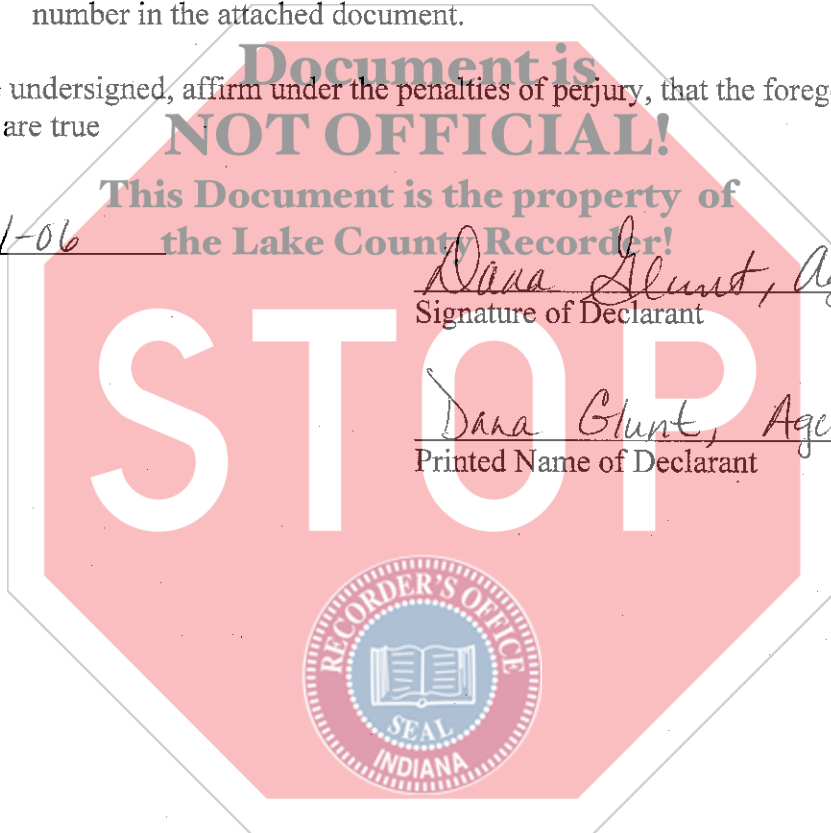 number in the attached document.
Document is
undersigned, affirm under the penalties of perjury, that the
are true
NOT OFFICIAL!
This Document is the property of
the Lake County Recorder!
1-06
Dana Glunt,
Signature of Declarant
Dana Glunt,
Printed Name of Declarant
STOP
RECORDER'S OFFICE
SEAL
INDIANA